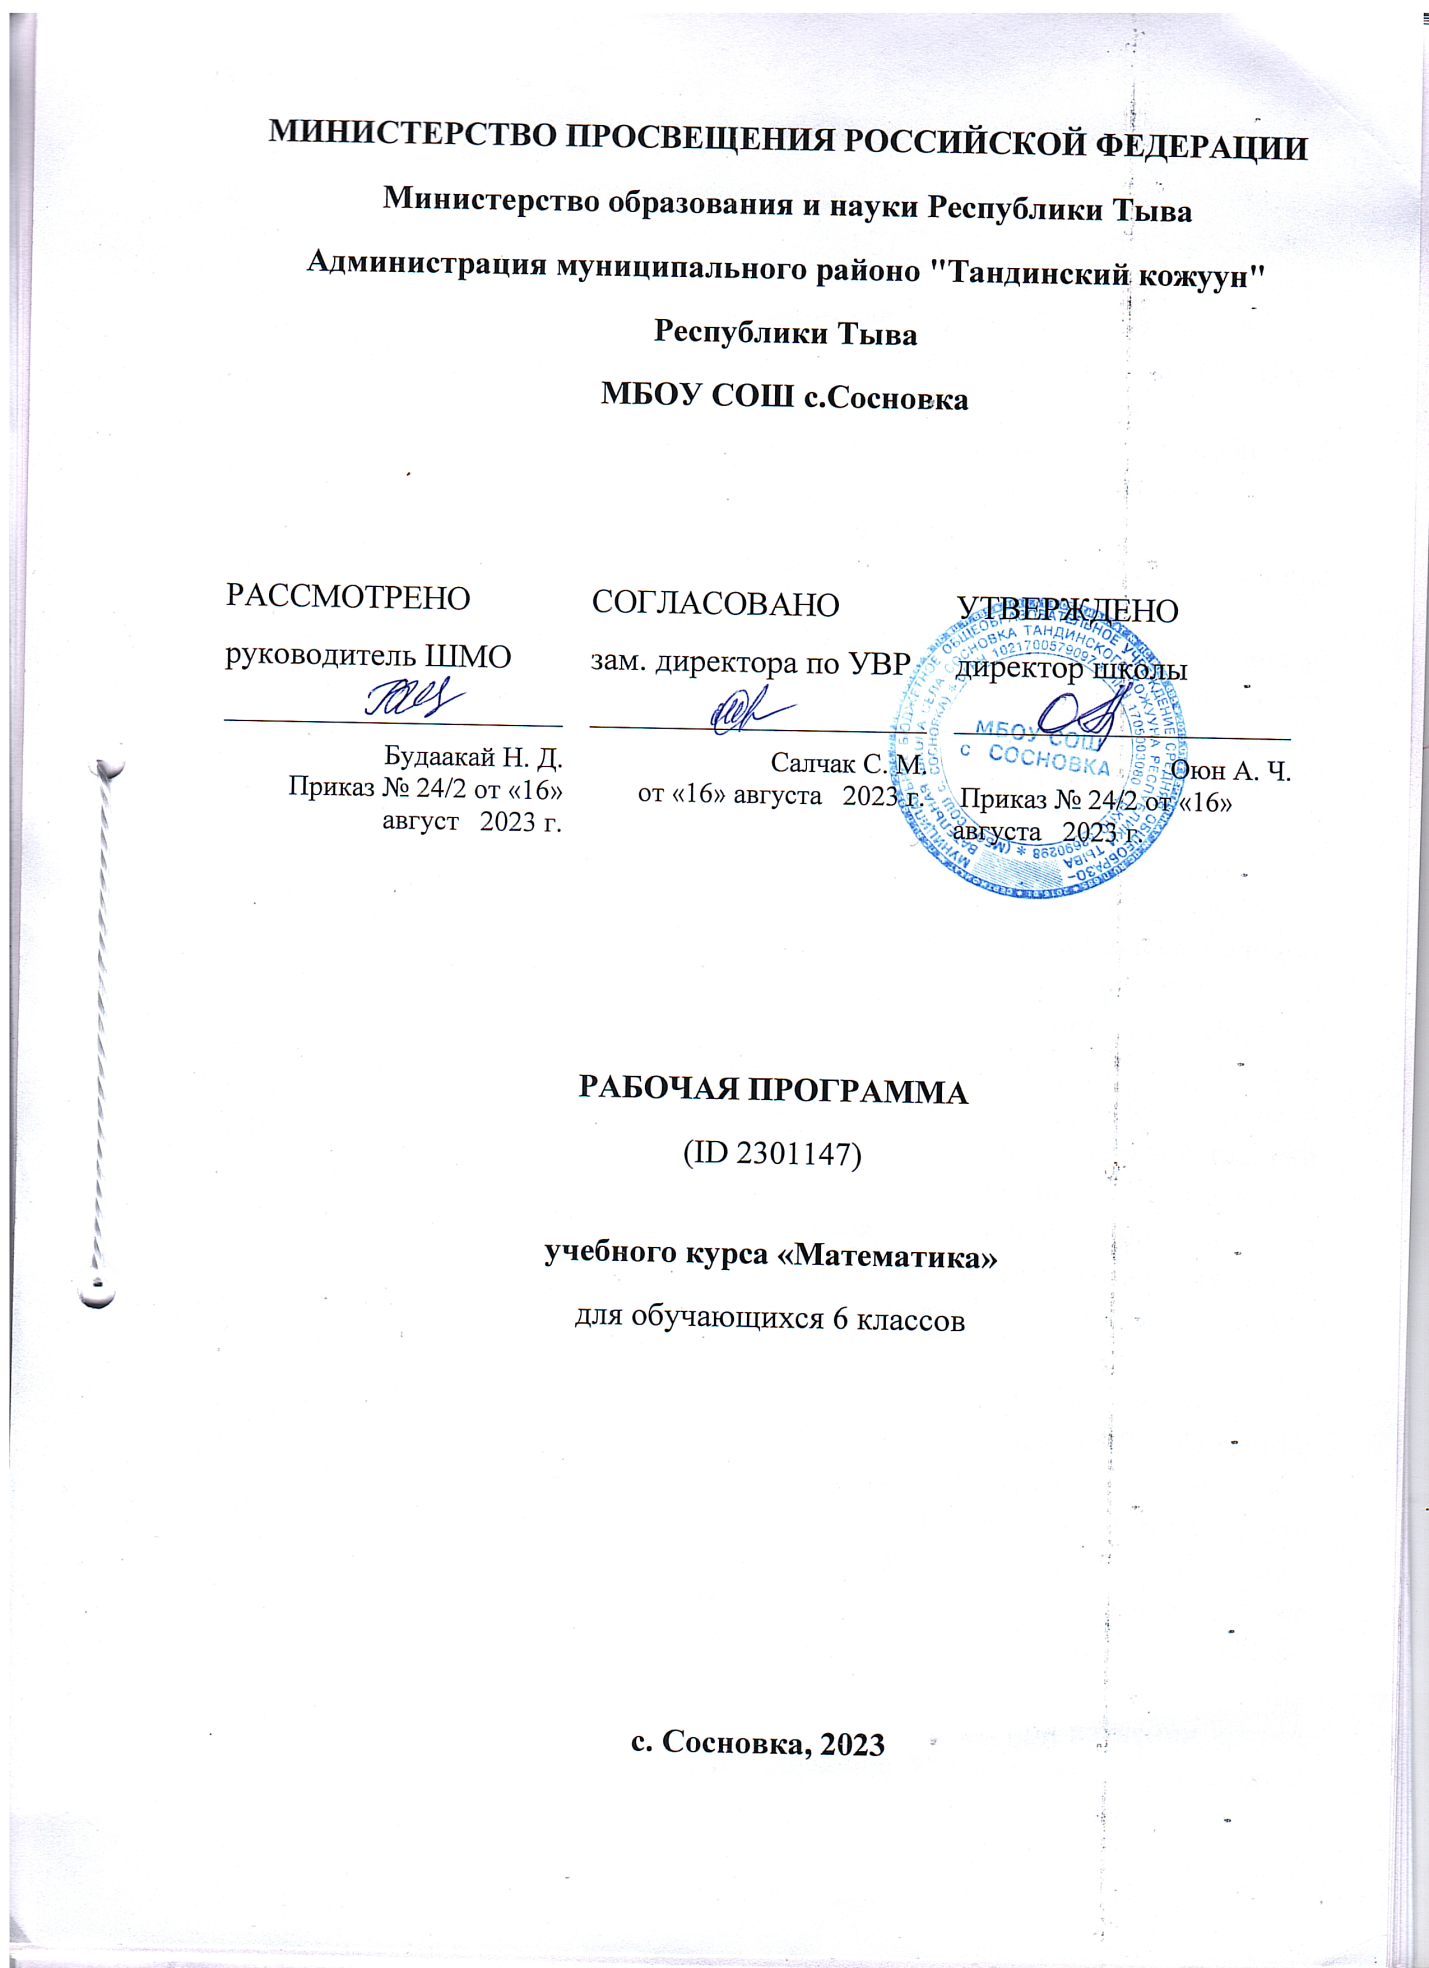 МИНИСТЕРСТВО ПРОСВЕЩЕНИЯ РОССИЙСКОЙ ФЕДЕРАЦИИ
Министерство образования и науки Республики Тыва
Администрация муниципального районо "Тандинский кожуун"
Республики Тыва
МБОУ СОШ с.Сосновка
РАССМОТРЕНО
руководитель ШМО
Будаакай Н. Д.
Приказ № 24/2 от «16»
август 2023 г.
СОГЛАСОВАНО
зам. директора по УВР
Салчак С. М.
от «16» августа 2023 г.
УТВЕРЖДЕНО
директор школы
Оюн А. Ч.
Приказ № 24/2 от «16»
августа 2023 г.
МБОУ СОШ
с СОСНОВКА
РАБОЧАЯ ПРОГРАММА
(ID 2301147)
учебного курса «Математика»
для обучающихся 6 классов
с. Сосновка, 2023